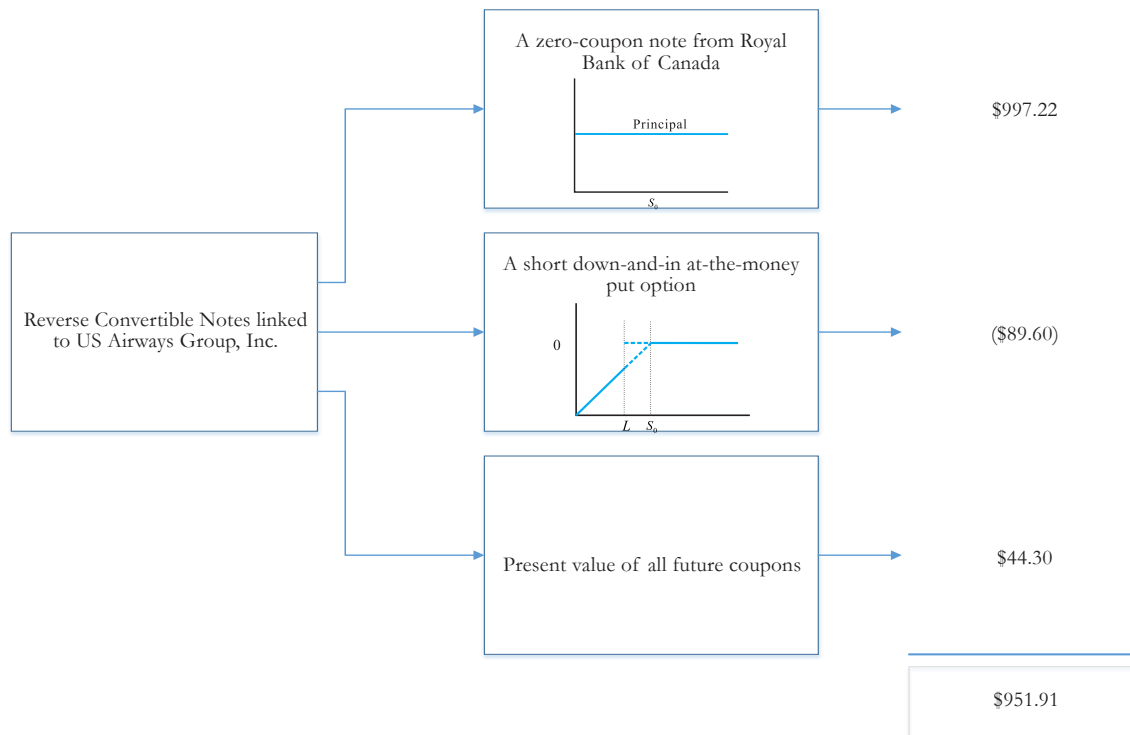 A zero-coupon note from Royal
Bank of Canada
Principal
S₀
$997.22
Reverse Convertible Notes linked
to US Airways Group, Inc.
A short down-and-in at-the-money
put option
0
L S₀
($89.60)
Present value of all future coupons
$44.30
$951.91